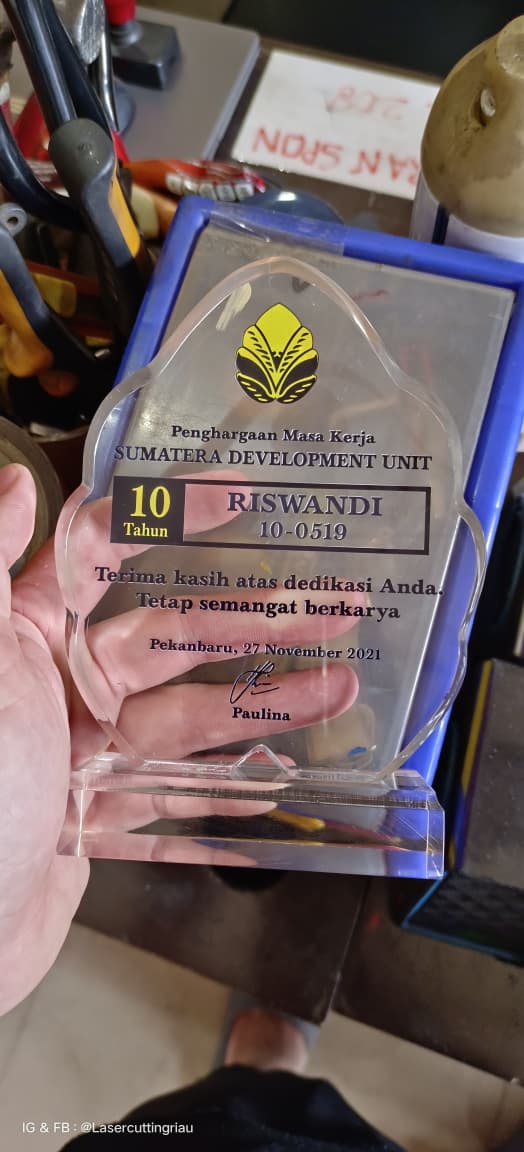 Penghargaan Masa Kerja
SUMATERA DEVELOPMENT UNIT
10
Tahun
RISWANDI
10-0519
Terima kasih atas dedikasi Anda.
Tetap semangat berkarya
Pekanbaru, 27 November 2021
Paulina
IG & FB : @Lasercuttingriau